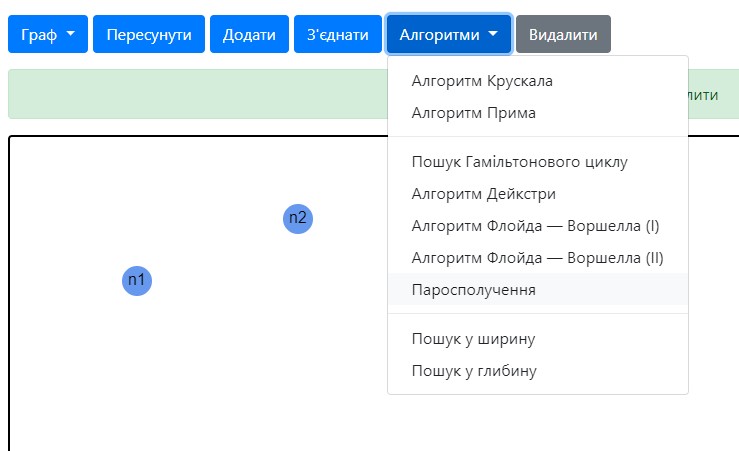 Граф Пересунути Додати З'єднати Алгоритми Видалити
Алгоритм Крускала
лити
Алгоритм Прима
Пошук Гамільтонового циклу
Алгоритм Дейкстри
n2
Алгоритм Флойда — Воршелла (I)
Алгоритм Флойда — Воршелла (II)
n1
Паросполучення
Пошук у ширину
Пошук у глибину